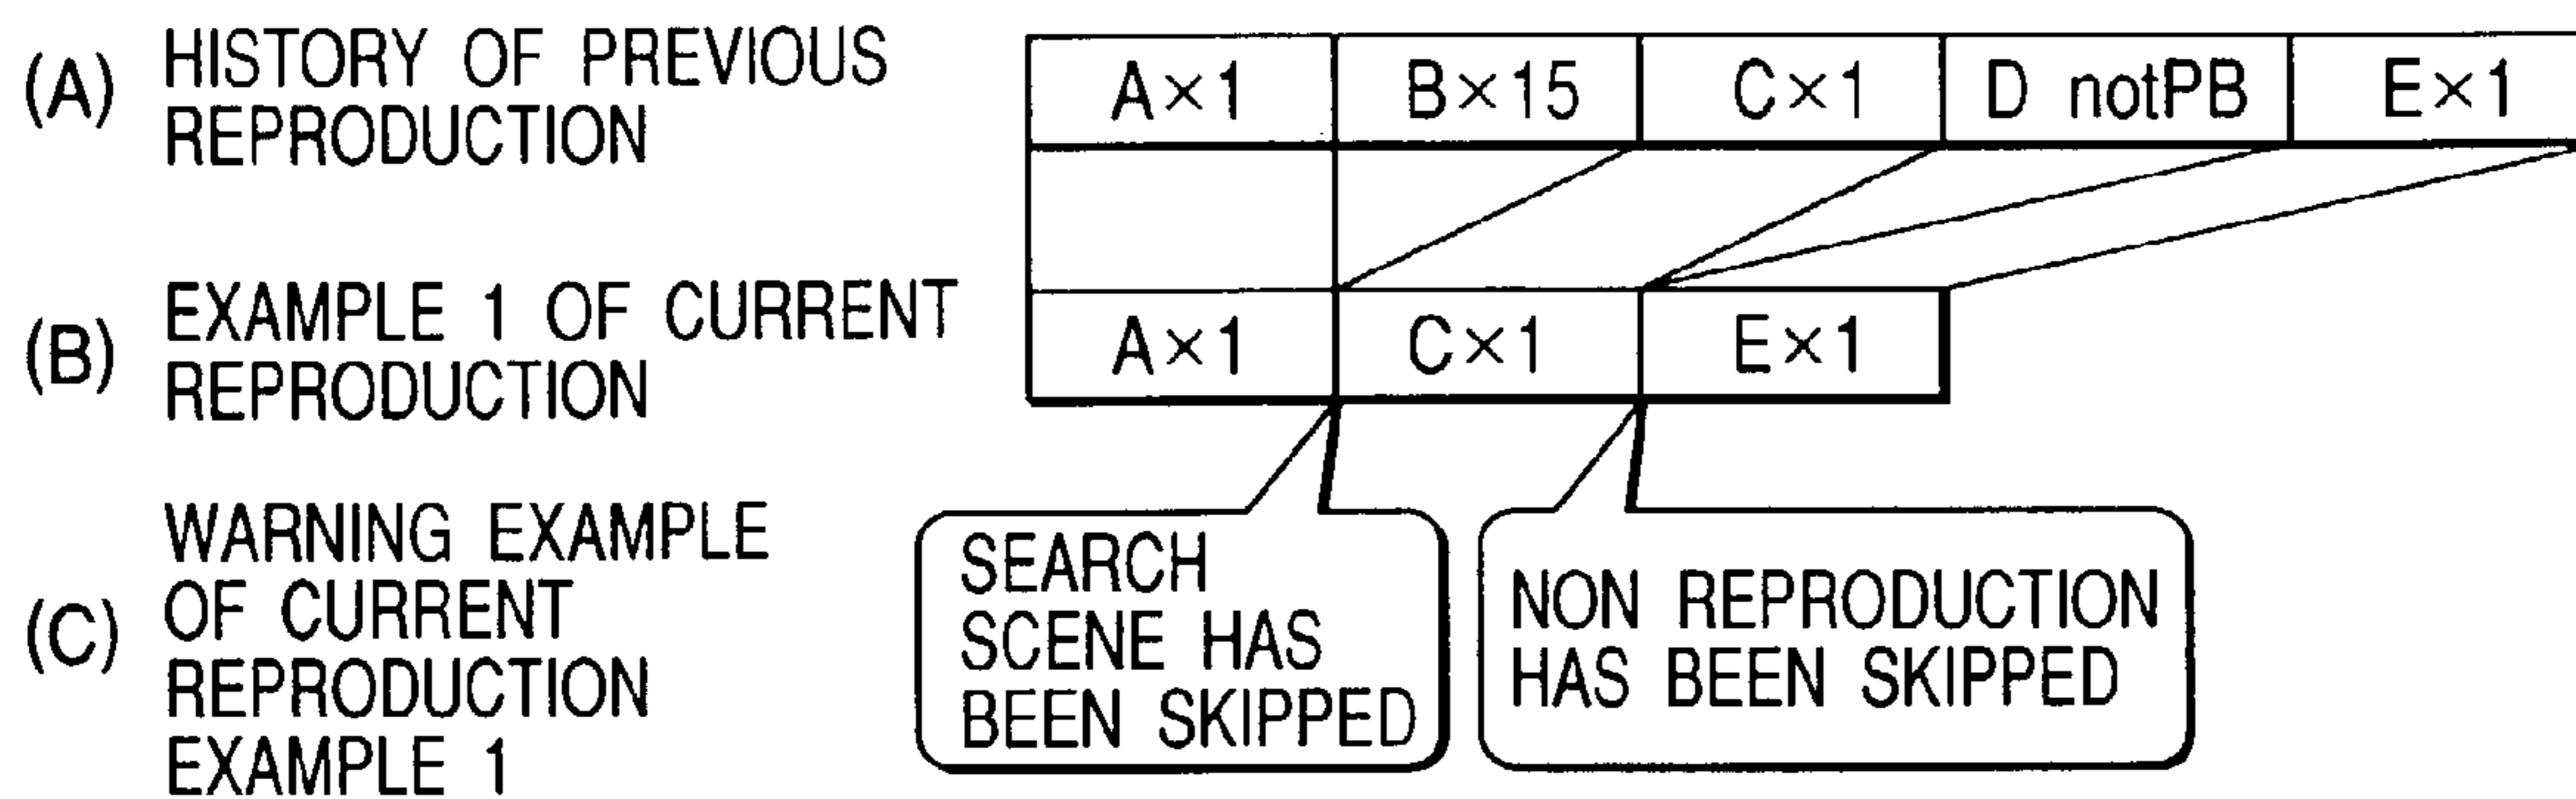 (A) HISTORY OF PREVIOUS
REPRODUCTION
A×1 B×15 C×1 D notPB E×1
(B) EXAMPLE 1 OF CURRENT
REPRODUCTION
A×1 C×1 E×1
(C) WARNING EXAMPLE
OF CURRENT
REPRODUCTION
EXAMPLE 1
SEARCH
SCENE HAS
BEEN SKIPPED
NON REPRODUCTION
HAS BEEN SKIPPED